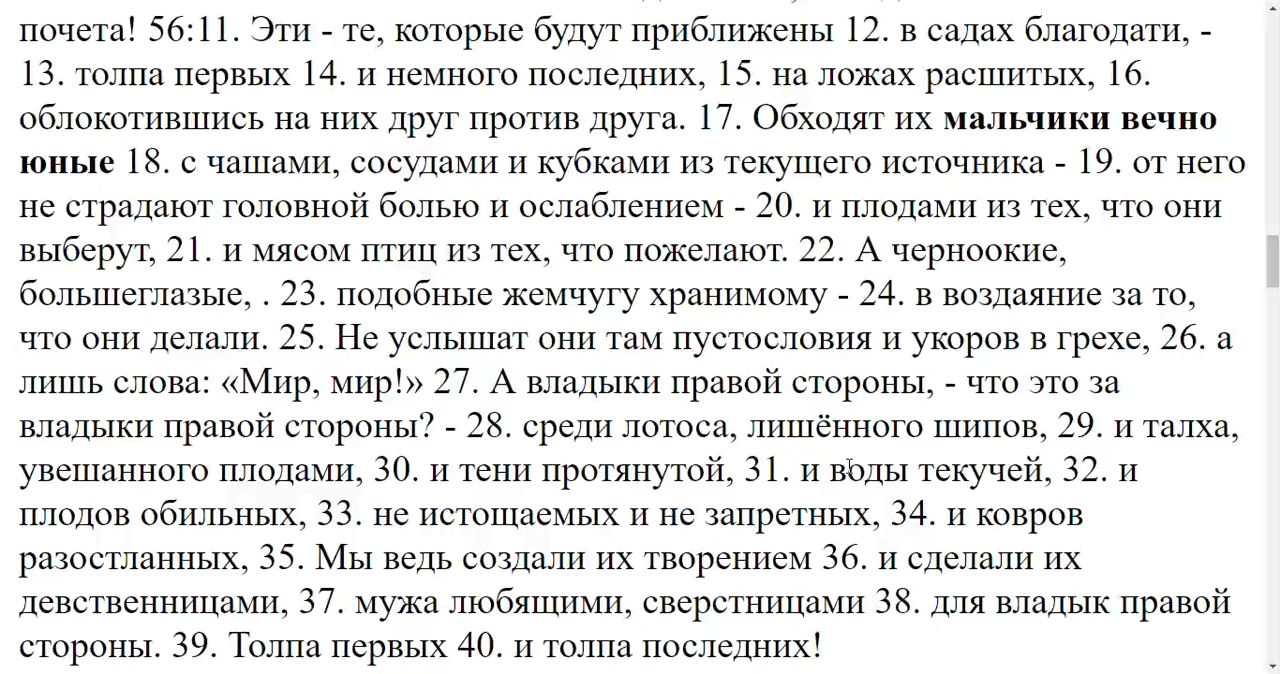 почета! 56:11. Эти - те, которые будут приближены 12. в садах благодати, -
13. толпа первых 14. и немного последних, 15. на ложах расшитых, 16.
облокотившись на них друг против друга. 17. Обходят их мальчики вечно
юные 18. с чашами, сосудами и кубками из текущего источника - 19. от него
не страдают головной болью и ослаблением - 20. и плодами из тех, что они
выберут, 21. и мясом птиц из тех, что пожелают. 22. А черноокие,
большеглазые, . 23. подобные жемчугу хранимому - 24. в воздаяние за то,
что они делали. 25. Не услышат они там пустословия и укоров в грехе, 26. а
лишь слова: «Мир, мир!» 27. А владыки правой стороны, - что это за
владыки правой стороны? - 28. среди лотоса, лишённого шипов, 29. и талха,
увешанного плодами, 30. и тени протянутой, 31. и воды текучей, 32. и
плодов обильных, 33. не истощаемых и не запретных, 34. и ковров
разостланных, 35. Мы ведь создали их творением 36. и сделали их
девственницами, 37. мужа любящими, сверстницами 38. для владык правой
стороны. 39. Толпа первых 40. и толпа последних!